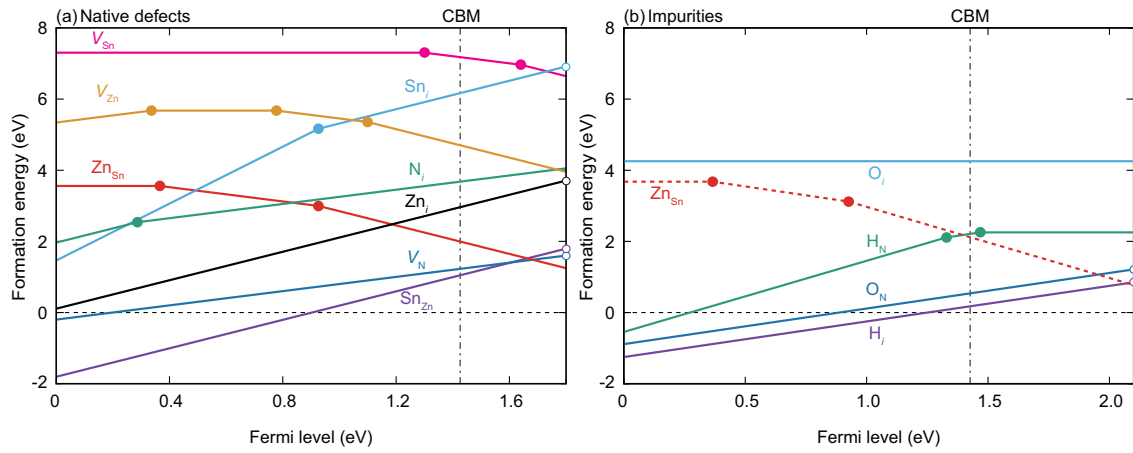 (a) Native defects
CBM
Formation energy (eV)
8
6
4
2
0
-2
V_Sn
Sn_i
V_Zn
Zn_Sn
N_i
Zn_i
V_N
Sn_Zn
0 0.4 0.8 1.2 1.6
Fermi level (eV)
(b) Impurities
CBM
Formation energy (eV)
8
6
4
2
0
-2
O_i
Zn_Sn
H_N
O_N
H_i
0 0.5 1.0 1.5 2.0
Fermi level (eV)